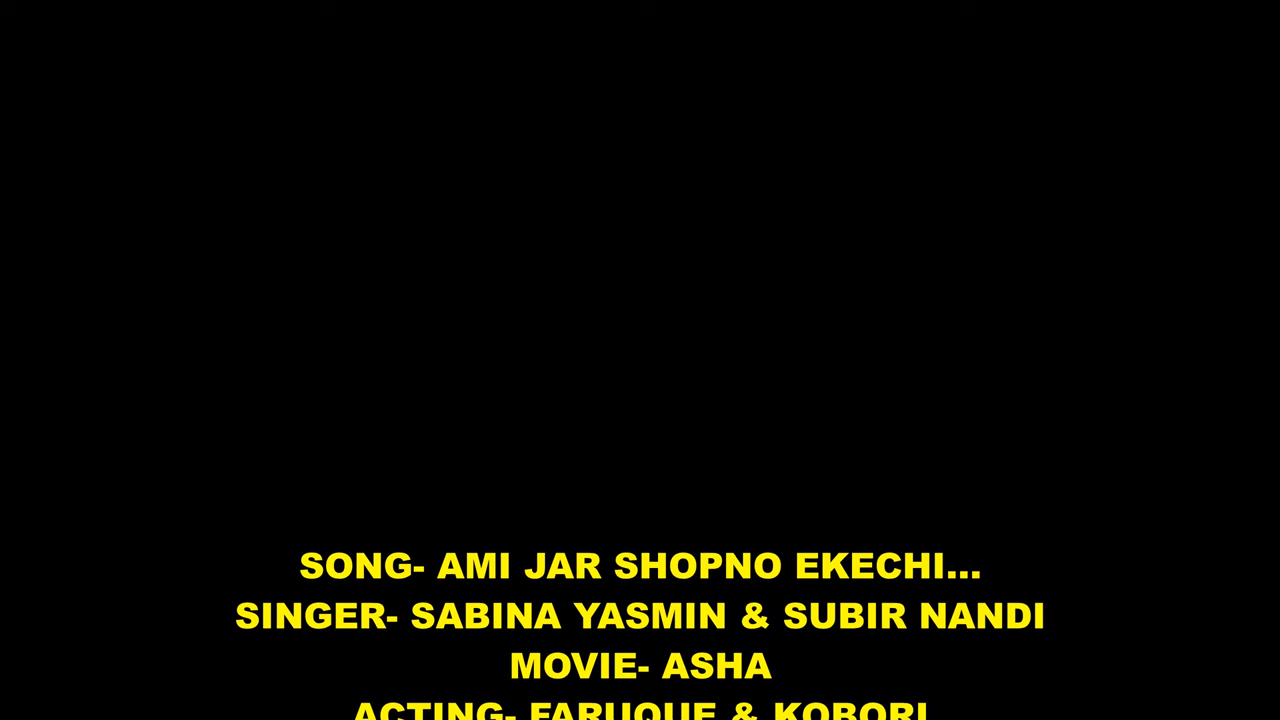 SONG- AMI JAR SHOPNO EKECHI...
SINGER- SABINA YASMIN & SUBIR NANDI
MOVIE- ASHA
ACTING- FARUQUE & KOBORI